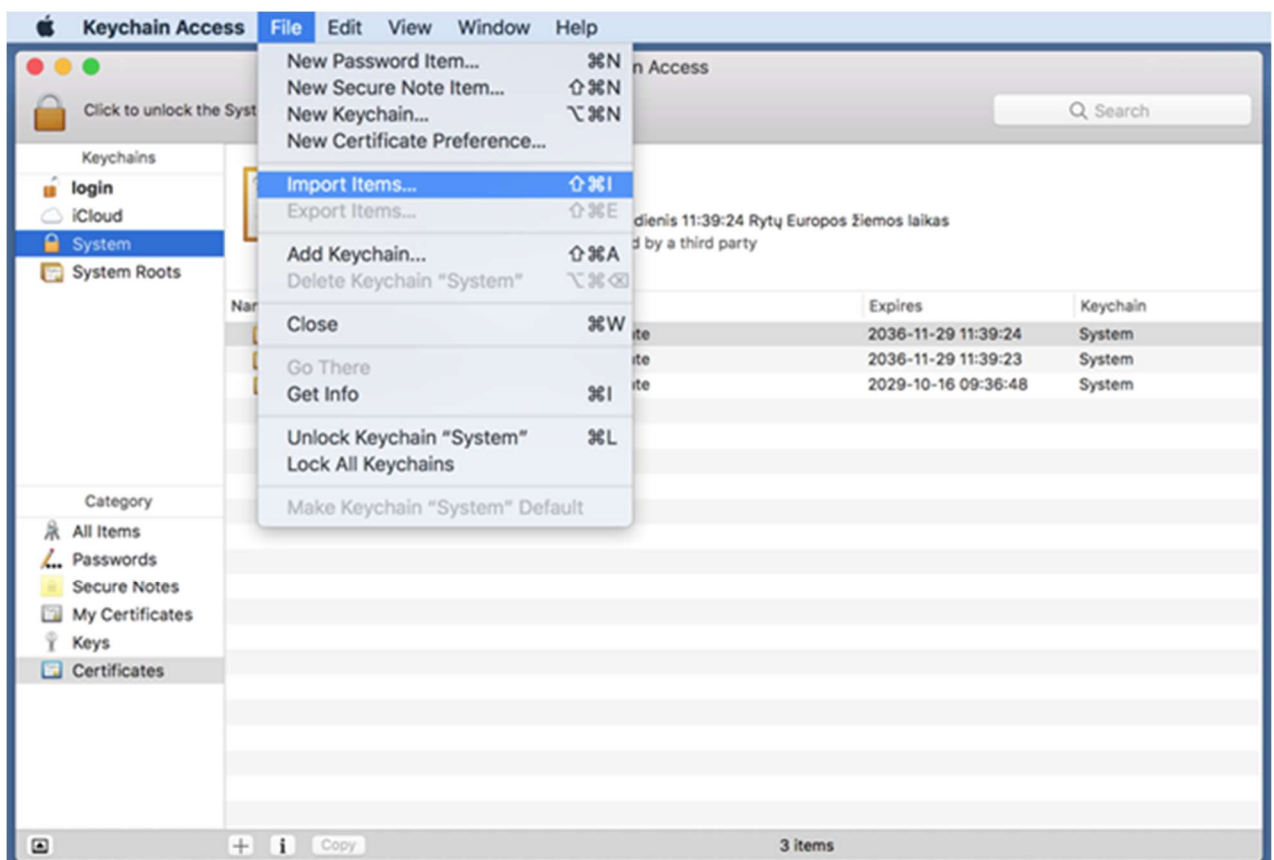 Keychain Access File Edit View Window Help
n Access
Click to unlock the Syst
Search
New Password Item... ⌘N
New Secure Note Item... ⇧⌘N
New Keychain... ⌥⌘N
New Certificate Preference...
Import Items... ⇧⌘I
Export Items... ⇧⌘E
Add Keychain... ⇧⌘A
Delete Keychain “System” ⌥⌘⌫
Close ⌘W
Go There
Get Info ⌘I
Unlock Keychain “System” ⌘L
Lock All Keychains
Make Keychain “System” Default
Keychains
login
iCloud
System
System Roots
Category
All Items
Passwords
Secure Notes
My Certificates
Keys
Certificates
dienis 11:39:24 Rytų Europos žiemos laikas
d by a third party
Nar Expires Keychain
te 2036-11-29 11:39:24 System
te 2036-11-29 11:39:23 System
te 2029-10-16 09:36:48 System
+ i Copy 3 items